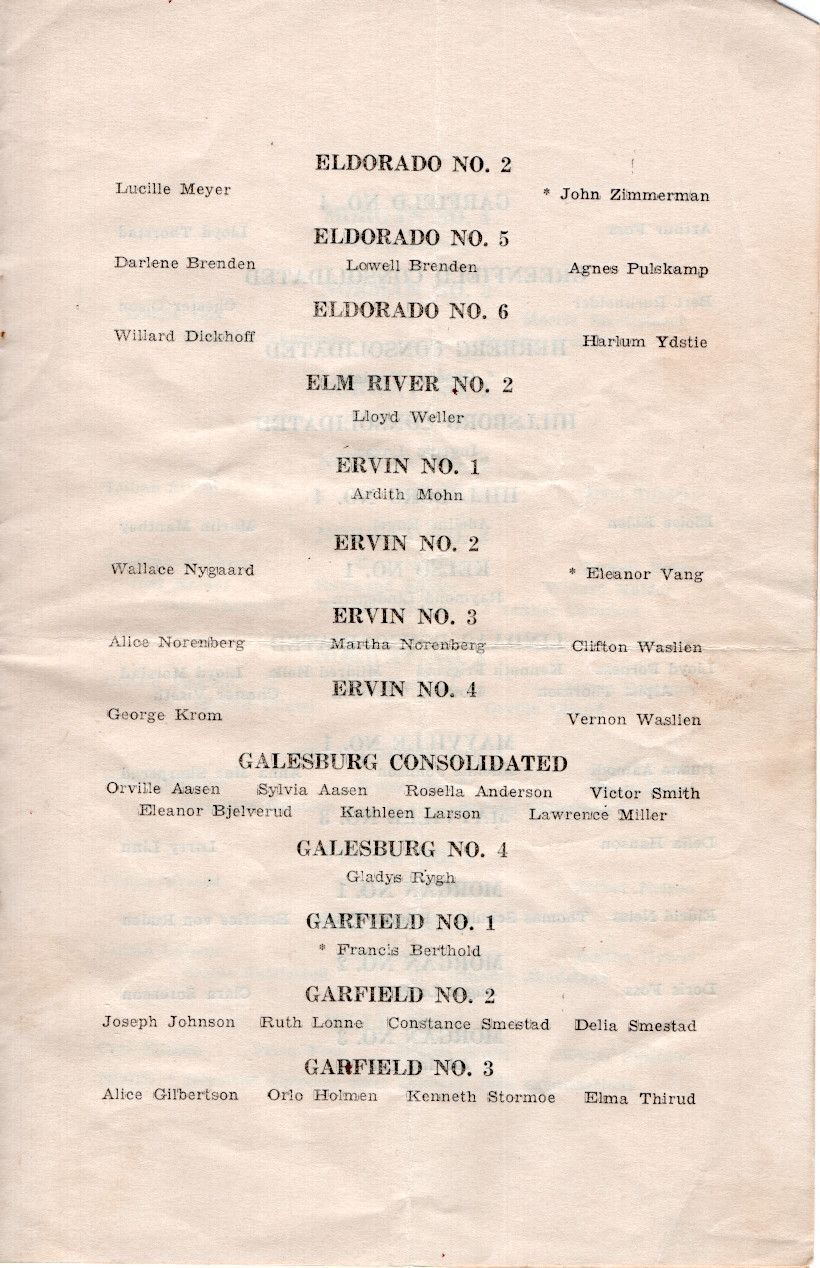 ELDORADO NO. 2
Lucille Meyer * John Zimmerman
ELDORADO NO. 5
Darlene Brenden Lowell Brenden Agnes Pulskamp
ELDORADO NO. 6
Willard Dickhoff Harlum Ydstie
ELM RIVER NO. 2
Lloyd Weller
ERVIN NO. 1
Ardith Mohn
ERVIN NO. 2
Wallace Nygaard * Eleanor Vang
ERVIN NO. 3
Alice Norenberg Martha Norenberg Clifton Waslien
ERVIN NO. 4
George Krom Vernon Waslien
GALESBURG CONSOLIDATED
Orville Aasen Sylvia Aasen Rosella Anderson Victor Smith
Eleanor Bjelverud Kathleen Larson Lawrence Miller
GALESBURG NO. 4
Gladys Rygh
GARFIELD NO. 1
* Francis Berthold
GARFIELD NO. 2
Joseph Johnson Ruth Lonne Constance Smestad Delia Smestad
GARFIELD NO. 3
Alice Gilbertson Orlo Holmen Kenneth Stormoe Elma Thirud